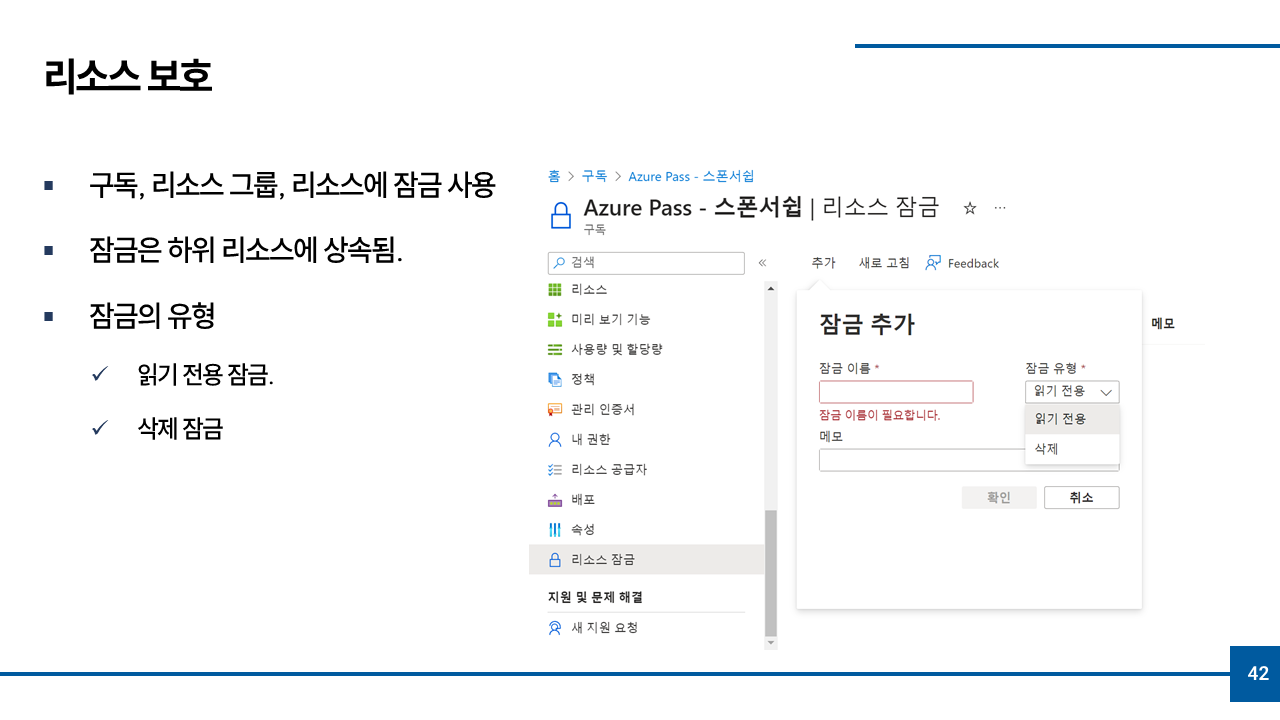 리소스 보호
구독, 리소스 그룹, 리소스에 잠금 사용
잠금은 하위 리소스에 상속됨.
잠금의 유형
읽기 전용 잠금.
삭제 잠금
홈 > 구독 > Azure Pass - 스폰서쉽
Azure Pass - 스폰서쉽 | 리소스 잠금
구독
검색
리소스
미리 보기 기능
사용량 및 할당량
정책
관리 인증서
내 권한
리소스 공급자
배포
속성
리소스 잠금
지원 및 문제 해결
새 지원 요청
추가 새로 고침 Feedback
잠금 추가
잠금 이름 * 잠금 유형 *
읽기 전용
잠금 이름이 필요합니다.
읽기 전용
메모
삭제
확인 취소
메모
42